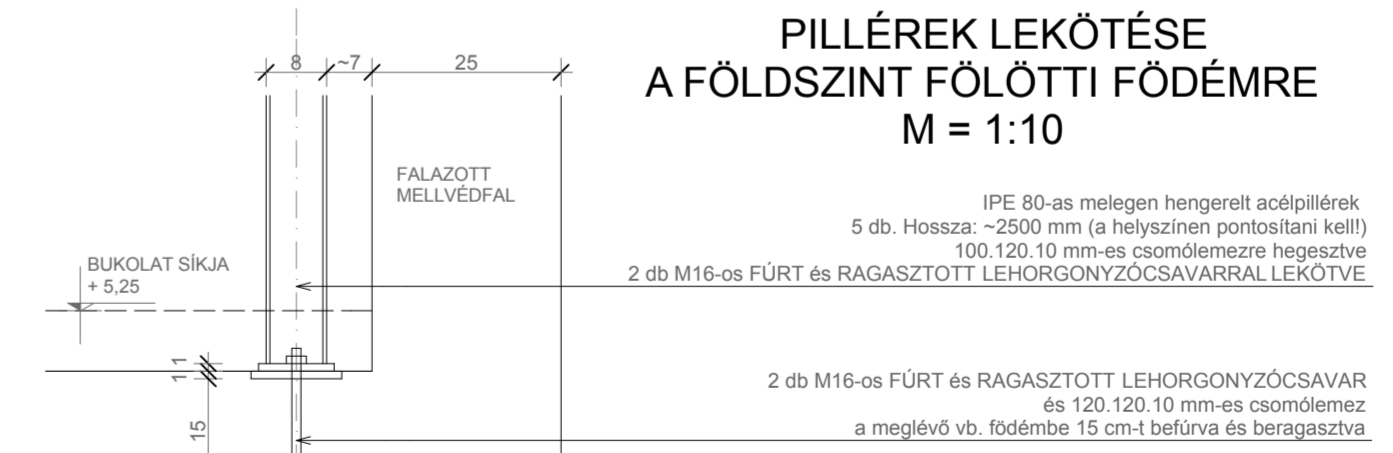 PILLÉREK LEKÖTÉSE
A FÖLDSZINT FÖLÖTTI FÖDÉMRE
M = 1:10
8
~7
25
FALAZOTT
MELLVÉDFAL
IPE 80-as melegen hengerelt acélpillérek
5 db. Hossza: ~2500 mm (a helyszínen pontosítani kell!)
100.120.10 mm-es csomólemezre hegesztve
2 db M16-os FÚRT és RAGASZTOTT LEHORGONYZÓCSAVARRAL LEKÖTVE
BUKOLAT SÍKJA
+ 5,25
1
1
15
2 db M16-os FÚRT és RAGASZTOTT LEHORGONYZÓCSAVAR
és 120.120.10 mm-es csomólemez
a meglévő vb. födémbe 15 cm-t befúrva és beragasztva